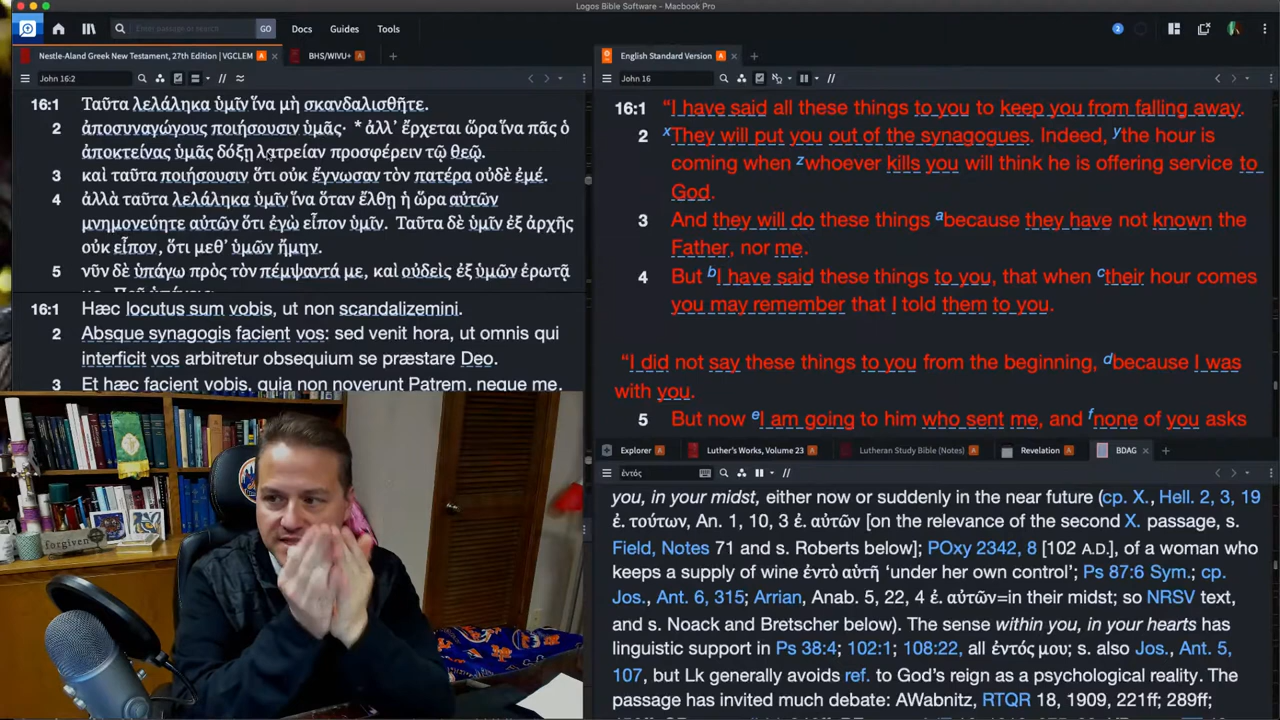 Logos Bible Software - Macbook Pro
Enter passage or search
GO
Docs
Guides
Tools
2
Nestle-Aland Greek New Testament, 27th Edition | VGCLEM
A
BHS/WIVU+
A
John 16:2
16:1 Ταῦτα λελάληκα ὑμῖν ἵνα μὴ σκανδαλισθῆτε.
2 ἀποσυναγώγους ποιήσουσιν ὑμᾶς· * ἀλλʼ ἔρχεται ὥρα ἵνα πᾶς ὁ
ἀποκτείνας ὑμᾶς δόξῃ λατρείαν προσφέρειν τῷ θεῷ.
3 καὶ ταῦτα ποιήσουσιν ὅτι οὐκ ἔγνωσαν τὸν πατέρα οὐδὲ ἐμέ.
4 ἀλλὰ ταῦτα λελάληκα ὑμῖν ἵνα ὅταν ἔλθῃ ἡ ὥρα αὐτῶν
μνημονεύητε αὐτῶν ὅτι ἐγὼ εἶπον ὑμῖν. Ταῦτα δὲ ὑμῖν ἐξ ἀρχῆς
οὐκ εἶπον, ὅτι μεθʼ ὑμῶν ἤμην.
5 νῦν δὲ ὑπάγω πρὸς τὸν πέμψαντά με, καὶ οὐδεὶς ἐξ ὑμῶν ἐρωτᾷ
16:1 Hæc locutus sum vobis, ut non scandalizemini.
2 Absque synagogis facient vos: sed venit hora, ut omnis qui
interficit vos arbitretur obsequium se præstare Deo.
3 Et hæc facient vobis, quia non noverunt Patrem, neque me.
forgiven
English Standard Version
A
John 16
16:1 “I have said all these things to you to keep you from falling away.
2 xThey will put you out of the synagogues. Indeed, ythe hour is
coming when zwhoever kills you will think he is offering service to
God.
3 And they will do these things abecause they have not known the
Father, nor me.
4 But bI have said these things to you, that when ctheir hour comes
you may remember that I told them to you.
“I did not say these things to you from the beginning, dbecause I was
with you.
5 But now eI am going to him who sent me, and fnone of you asks
Explorer
A
Luther's Works, Volume 23
A
Lutheran Study Bible (Notes)
A
Revelation
A
BDAG
ἐντός
you, in your midst, either now or suddenly in the near future (cp. X., Hell. 2, 3, 19
ἐ. τούτων, An. 1, 10, 3 ἐ. αὐτῶν [on the relevance of the second X. passage, s.
Field, Notes 71 and s. Roberts below]; POxy 2342, 8 [102 A.D.], of a woman who
keeps a supply of wine ἐντὸ αὑτῆ ‘under her own control’; Ps 87:6 Sym.; cp.
Jos., Ant. 6, 315; Arrian, Anab. 5, 22, 4 ἐ. αὐτῶν=in their midst; so NRSV text,
and s. Noack and Bretscher below). The sense within you, in your hearts has
linguistic support in Ps 38:4; 102:1; 108:22, all ἐντός μου; s. also Jos., Ant. 5,
107, but Lk generally avoids ref. to God's reign as a psychological reality. The
passage has invited much debate: AWabnitz, RTQR 18, 1909, 221ff; 289ff;